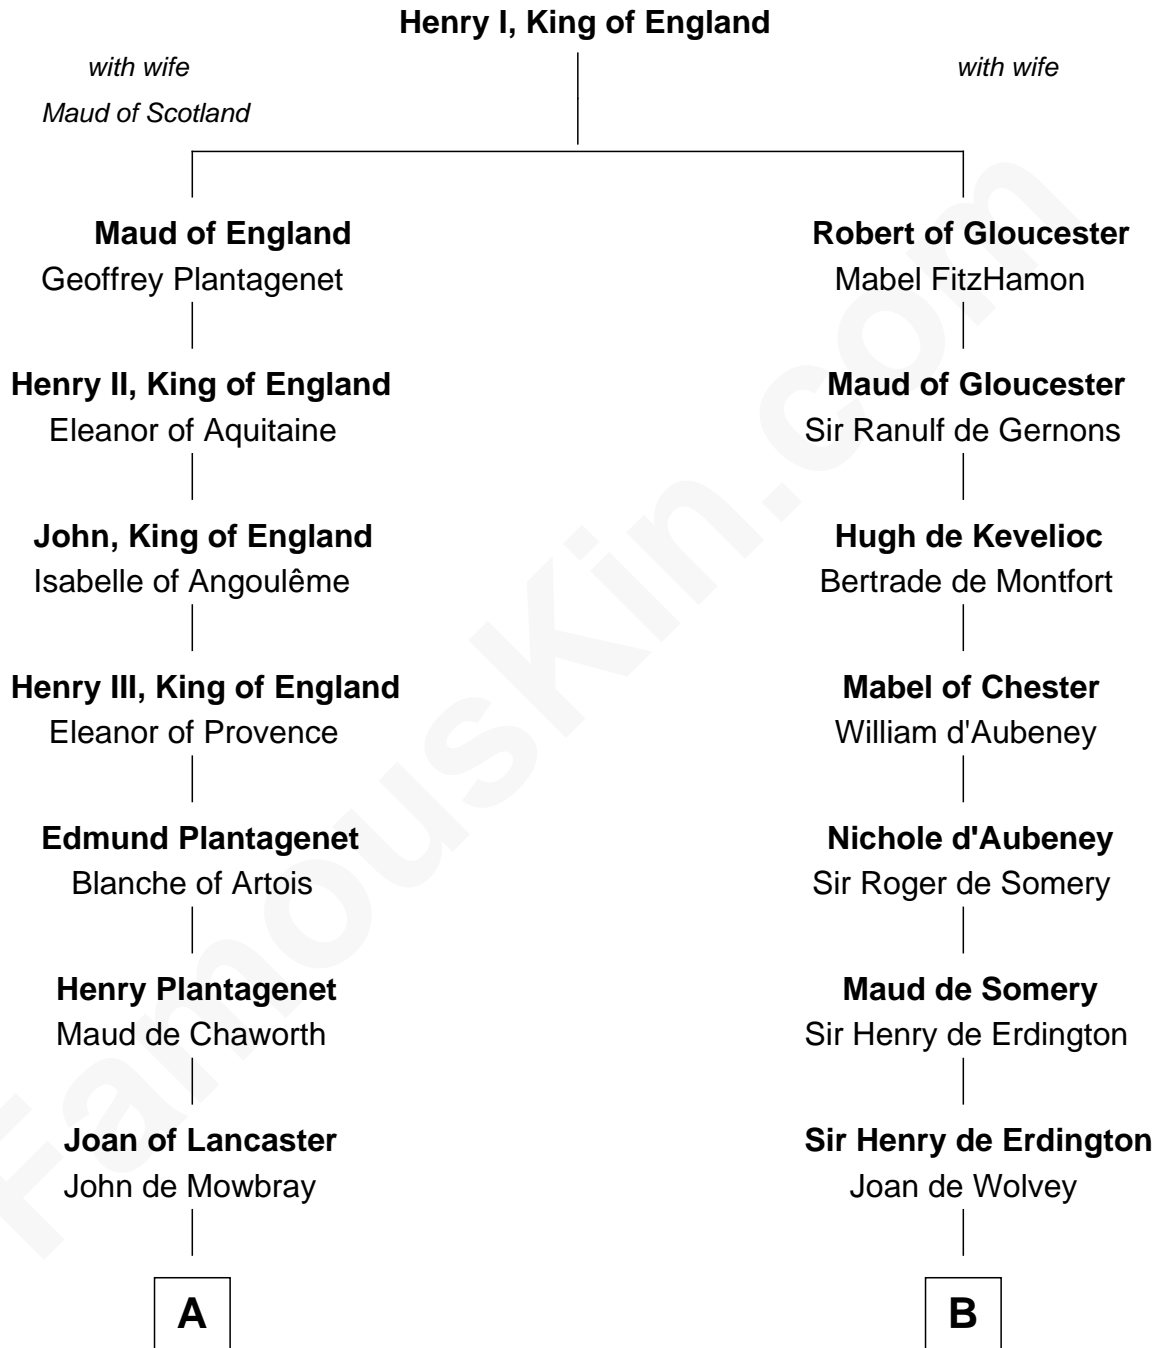 Henry I, King of England
with wife
Maud of Scotland
with wife
Maud of England
Geoffrey Plantagenet
Robert of Gloucester
Mabel FitzHamon
Henry II, King of England
Eleanor of Aquitaine
Maud of Gloucester
Sir Ranulf de Gernons
John, King of England
Isabelle of Angoulême
Hugh de Kevelioc
Bertrade de Montfort
Henry III, King of England
Eleanor of Provence
Mabel of Chester
William d'Aubeney
Edmund Plantagenet
Blanche of Artois
Nichole d'Aubeney
Sir Roger de Somery
Henry Plantagenet
Maud de Chaworth
Maud de Somery
Sir Henry de Erdington
Joan of Lancaster
John de Mowbray
Sir Henry de Erdington
Joan de Wolvey
A
B
FamousKin.com